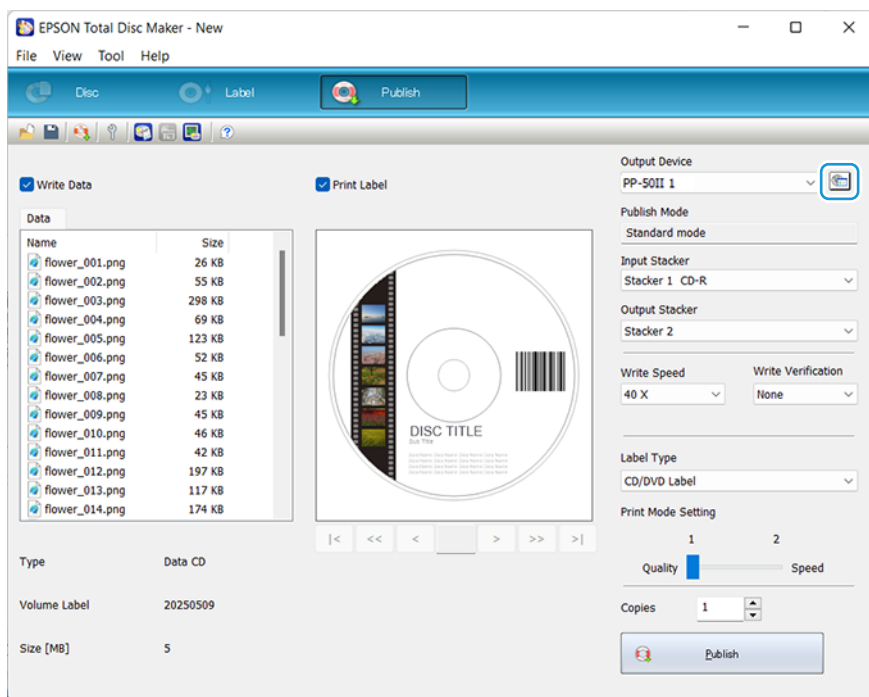 EPSON Total Disc Maker - New
File View Tool Help
Disc Label Publish
Write Data
Data
Name Size
flower_001.png 26 KB
flower_002.png 55 KB
flower_003.png 298 KB
flower_004.png 69 KB
flower_005.png 123 KB
flower_006.png 52 KB
flower_007.png 45 KB
flower_008.png 23 KB
flower_009.png 45 KB
flower_010.png 46 KB
flower_011.png 42 KB
flower_012.png 197 KB
flower_013.png 117 KB
flower_014.png 174 KB
Type Data CD
Volume Label 20250509
Size [MB] 5
Print Label
DISC TITLE
Sub Title
|< << < > >> >|
Output Device
PP-50II 1
Publish Mode
Standard mode
Input Stacker
Stacker 1 CD-R
Output Stacker
Stacker 2
Write Speed Write Verification
40 X None
Label Type
CD/DVD Label
Print Mode Setting
1 2
Quality Speed
Copies 1
Publish